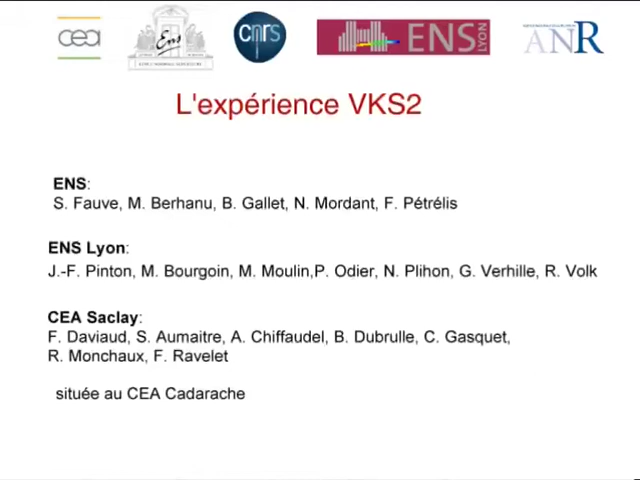 cea
Ens
cnrs
ENS
LYON
ANR
L'expérience VKS2
ENS:
S. Fauve, M. Berhanu, B. Gallet, N. Mordant, F. Pétrélis
ENS Lyon:
J.-F. Pinton, M. Bourgoin, M. Moulin,P. Odier, N. Plihon, G. Verhille, R. Volk
CEA Saclay:
F. Daviaud, S. Aumaitre, A. Chiffaudel, B. Dubrulle, C. Gasquet,
R. Monchaux, F. Ravelet
située au CEA Cadarache